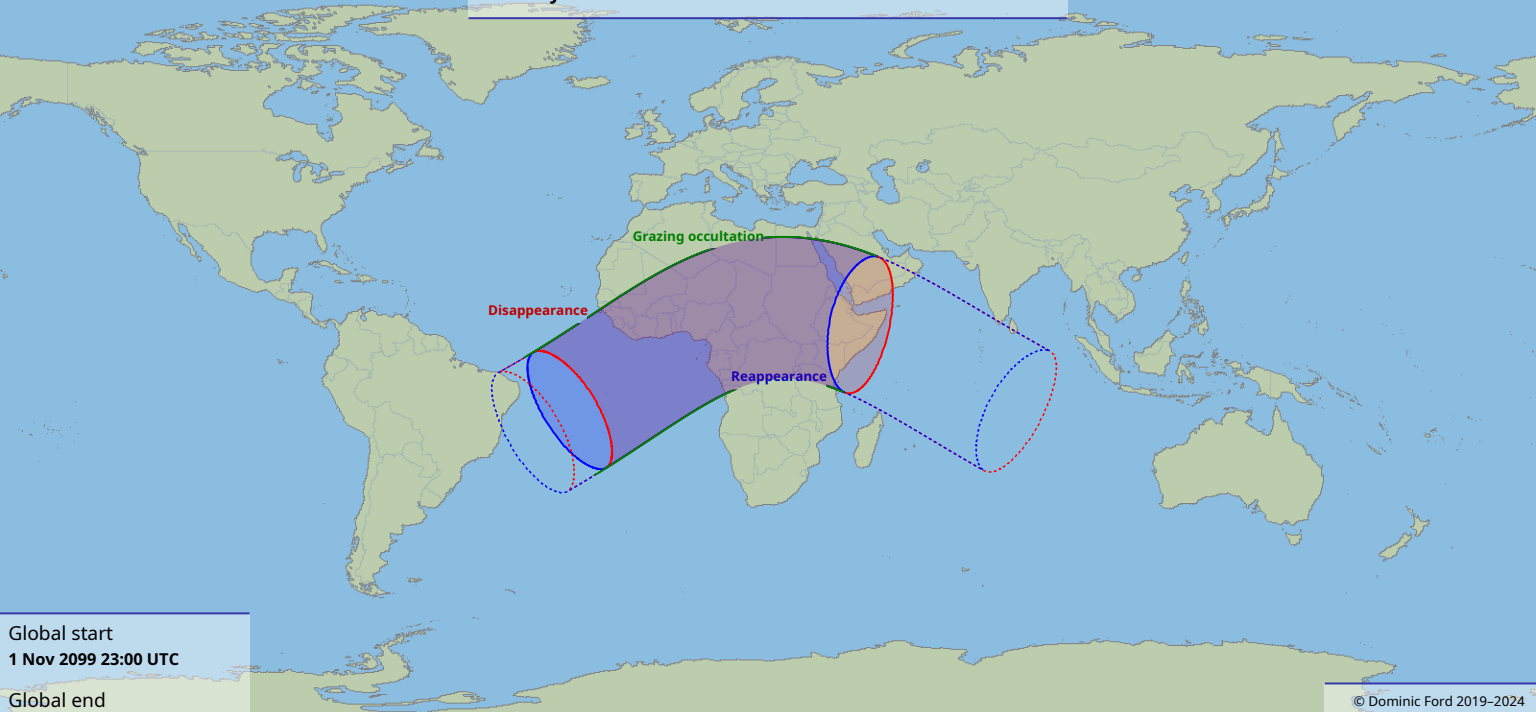 Grazing occultation
Disappearance
Reappearance
Global start
1 Nov 2099 23:00 UTC
Global end
© Dominic Ford 2019–2024